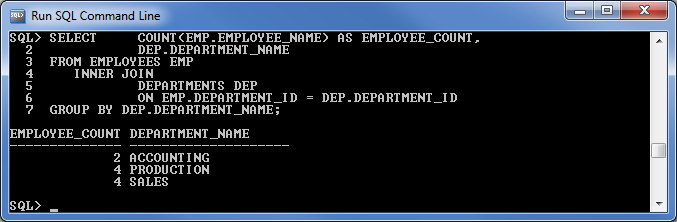 Run SQL Command Line
SQL> SELECT COUNT(EMP.EMPLOYEE_NAME) AS EMPLOYEE_COUNT,
2 DEP.DEPARTMENT_NAME
3 FROM EMPLOYEES EMP
4 INNER JOIN
5 DEPARTMENTS DEP
6 ON EMP.DEPARTMENT_ID = DEP.DEPARTMENT_ID
7 GROUP BY DEP.DEPARTMENT_NAME;
EMPLOYEE_COUNT DEPARTMENT_NAME
-------------- --------------------
2 ACCOUNTING
4 PRODUCTION
4 SALES
SQL> _